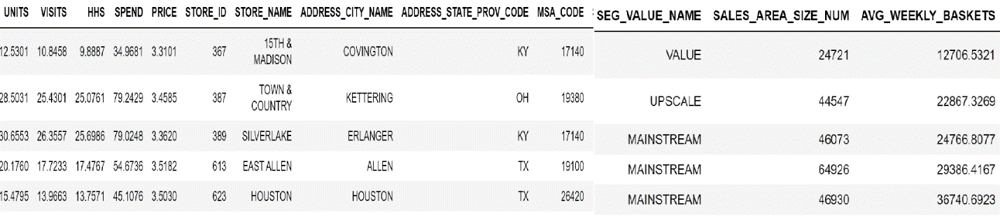 UNITS VISITS HHS SPEND PRICE STORE_ID STORE_NAME ADDRESS_CITY_NAME ADDRESS_STATE_PROV_CODE MSA_CODE SEG_VALUE_NAME SALES_AREA_SIZE_NUM AVG_WEEKLY_BASKETS
12.5301 10.8458 9.8887 34.9681 3.3101 367 15TH & MADISON COVINGTON KY 17140 VALUE 24721 12706.5321
28.5031 25.4301 25.0761 79.2429 3.4585 387 TOWN & COUNTRY KETTERING OH 19380 UPSCALE 44547 22867.3269
30.6553 26.3557 25.6986 79.0248 3.3620 389 SILVERLAKE ERLANGER KY 17140 MAINSTREAM 46073 24766.8077
20.1760 17.7233 17.4767 54.6736 3.5182 613 EAST ALLEN ALLEN TX 19100 MAINSTREAM 64926 29386.4167
15.4795 13.9663 13.7571 45.1076 3.5030 623 HOUSTON HOUSTON TX 26420 MAINSTREAM 46930 36740.6923